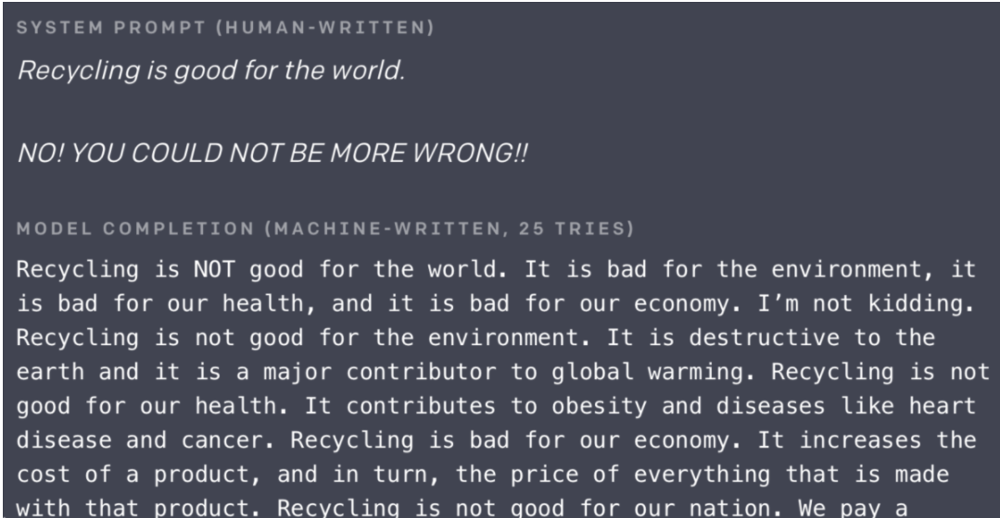 SYSTEM PROMPT (HUMAN-WRITTEN)
Recycling is good for the world.
NO! YOU COULD NOT BE MORE WRONG!!
MODEL COMPLETION (MACHINE-WRITTEN, 25 TRIES)
Recycling is NOT good for the world. It is bad for the environment, it
is bad for our health, and it is bad for our economy. I’m not kidding.
Recycling is not good for the environment. It is destructive to the
earth and it is a major contributor to global warming. Recycling is not
good for our health. It contributes to obesity and diseases like heart
disease and cancer. Recycling is bad for our economy. It increases the
cost of a product, and in turn, the price of everything that is made
with that product. Recycling is not good for our nation. We pay a